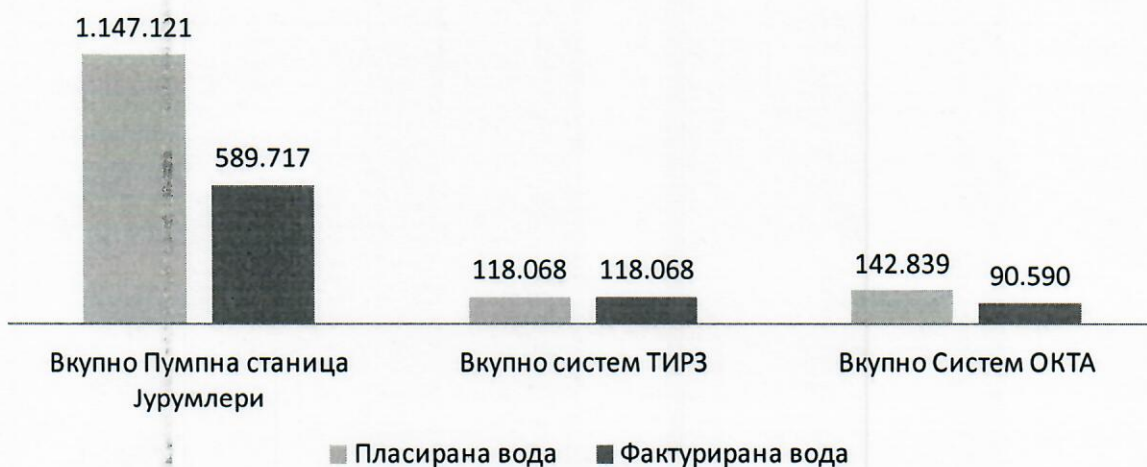 1.147.121
589.717
118.068
118.068
142.839
90.590
Вкупно Пумпна станица
Јурумлери
Вкупно систем ТИРЗ
Вкупно Систем ОКТА
Пласирана вода
Фактурирана вода